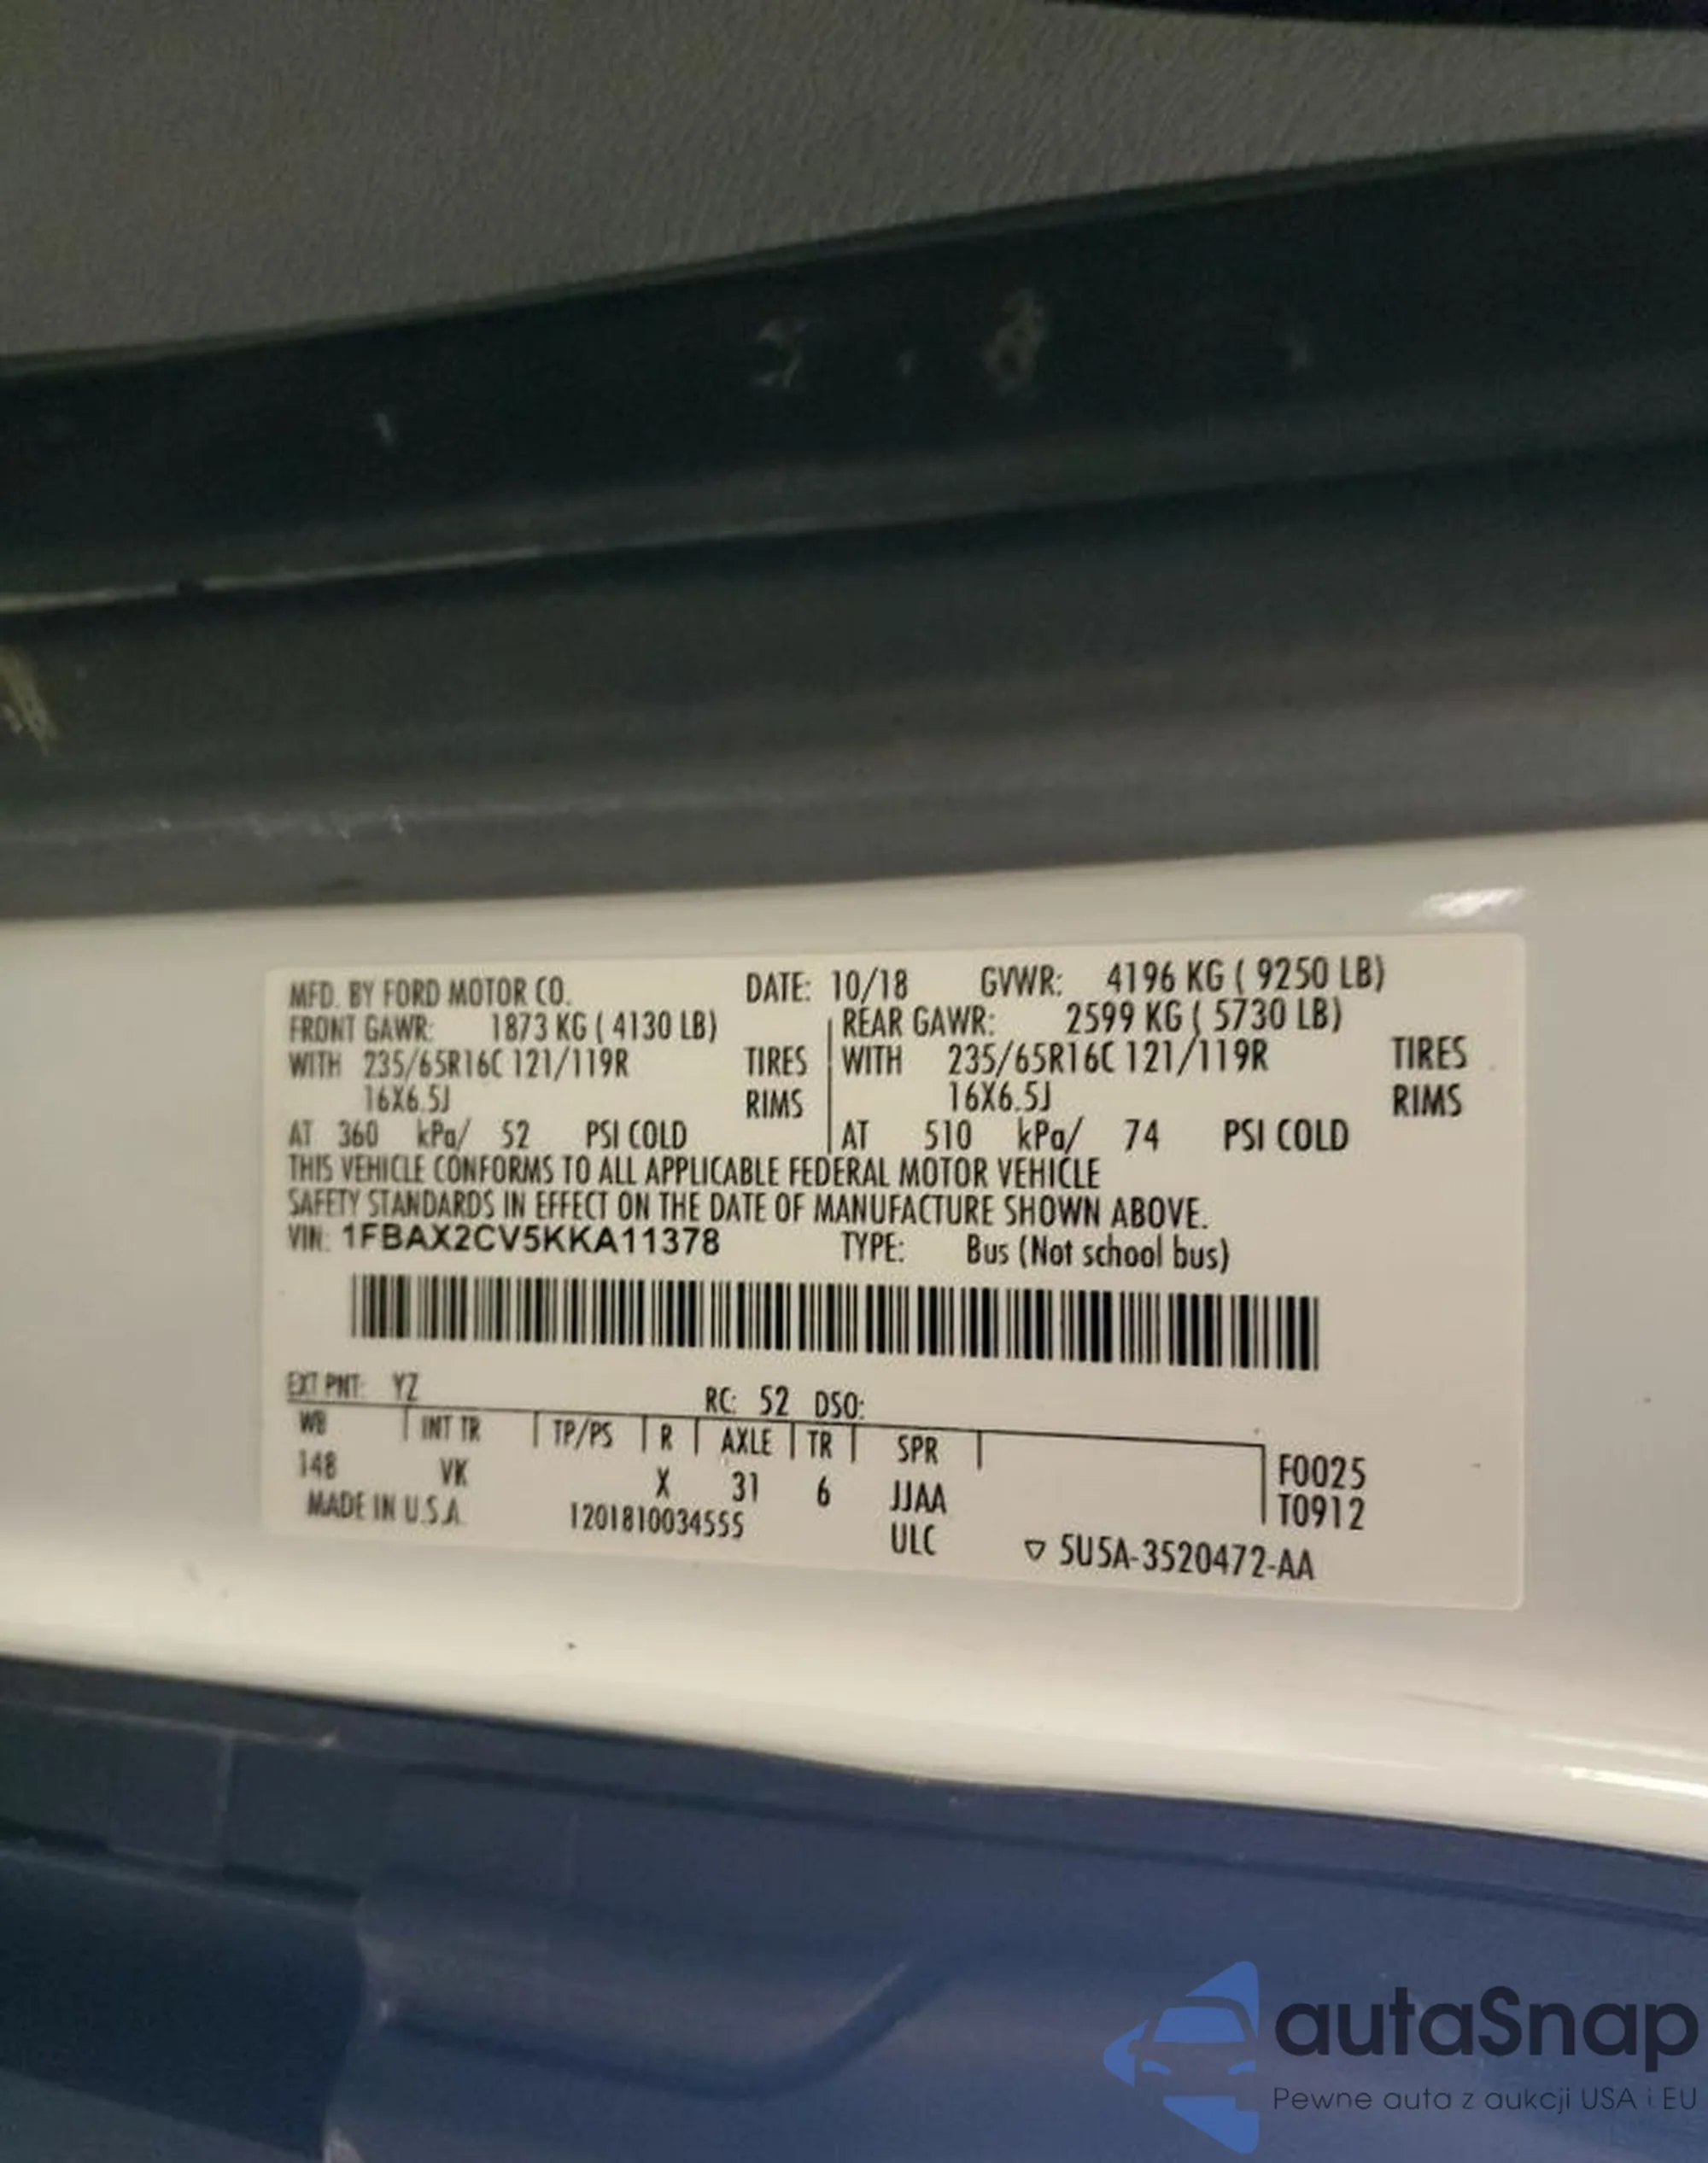 MFD. BY FORD MOTOR CO. DATE: 10/18 GVWR: 4196 KG ( 9250 LB)
FRONT GAWR: 1873 KG ( 4130 LB) REAR GAWR: 2599 KG ( 5730 LB)
WITH 235/65R16C 121/119R TIRES WITH 235/65R16C 121/119R TIRES
16X6.5J RIMS 16X6.5J RIMS
AT 360 kPa/ 52 PSI COLD AT 510 kPa/ 74 PSI COLD
THIS VEHICLE CONFORMS TO ALL APPLICABLE FEDERAL MOTOR VEHICLE
SAFETY STANDARDS IN EFFECT ON THE DATE OF MANUFACTURE SHOWN ABOVE.
VIN: 1FBAX2CV5KKA11378 TYPE: Bus (Not school bus)
EXT PNT: YZ RC: 52 DSO:
WB INT TR TP/PS R AXLE TR SPR
148 VK X 31 6 JJAA F0025
MADE IN U.S.A. 1201810034555 ULC T0912
▽ 5U5A-3520472-AA
autaSnap
Pewne auta z aukcji USA i EU